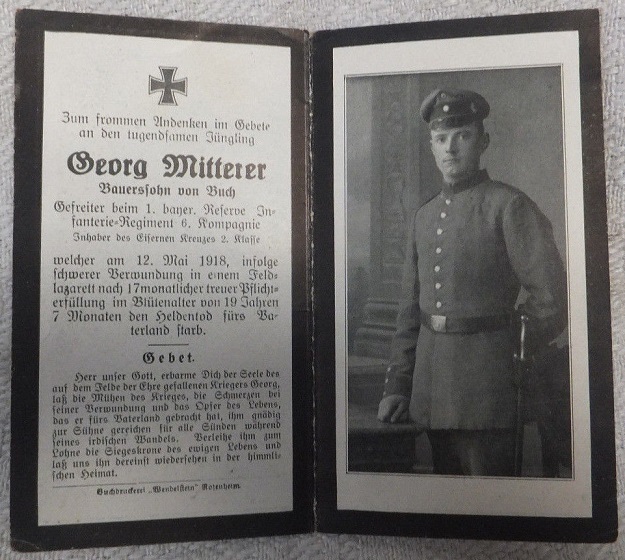 Zum frommen Andenken im Gebete
an den tugendsamen Jüngling
Georg Mitterer
Bauerssohn von Buch
Gefreiter beim 1. bayer. Reserve In-
fanterie-Regiment 6. Kompagnie
Inhaber des Eisernen Kreuzes 2. Klasse
welcher am 12. Mai 1918, infolge
schwerer Verwundung in einem Feld-
lazarett nach 17monatlicher treuer Pflicht-
erfüllung im Blütenalter von 19 Jahren
7 Monaten den Heldentod fürs Va-
terland starb.
Gebet.
Herr unser Gott, erbarme Dich der Seele des
auf dem Felde der Ehre gefallenen Kriegers Georg,
laß die Mühen des Krieges, die Schmerzen bei
seiner Verwundung und das Opfer des Lebens,
das er fürs Vaterland gebracht hat, ihm gnädig
zur Sühne gereichen für alle Sünden während
seines irdischen Wandels. Verleihe ihm zum
Lohne die Siegeskrone des ewigen Lebens und
laß uns ihn dereinst wiedersehen in der himmli-
schen Heimat.
Buchdruckerei „Wendelstein" Rosenheim.